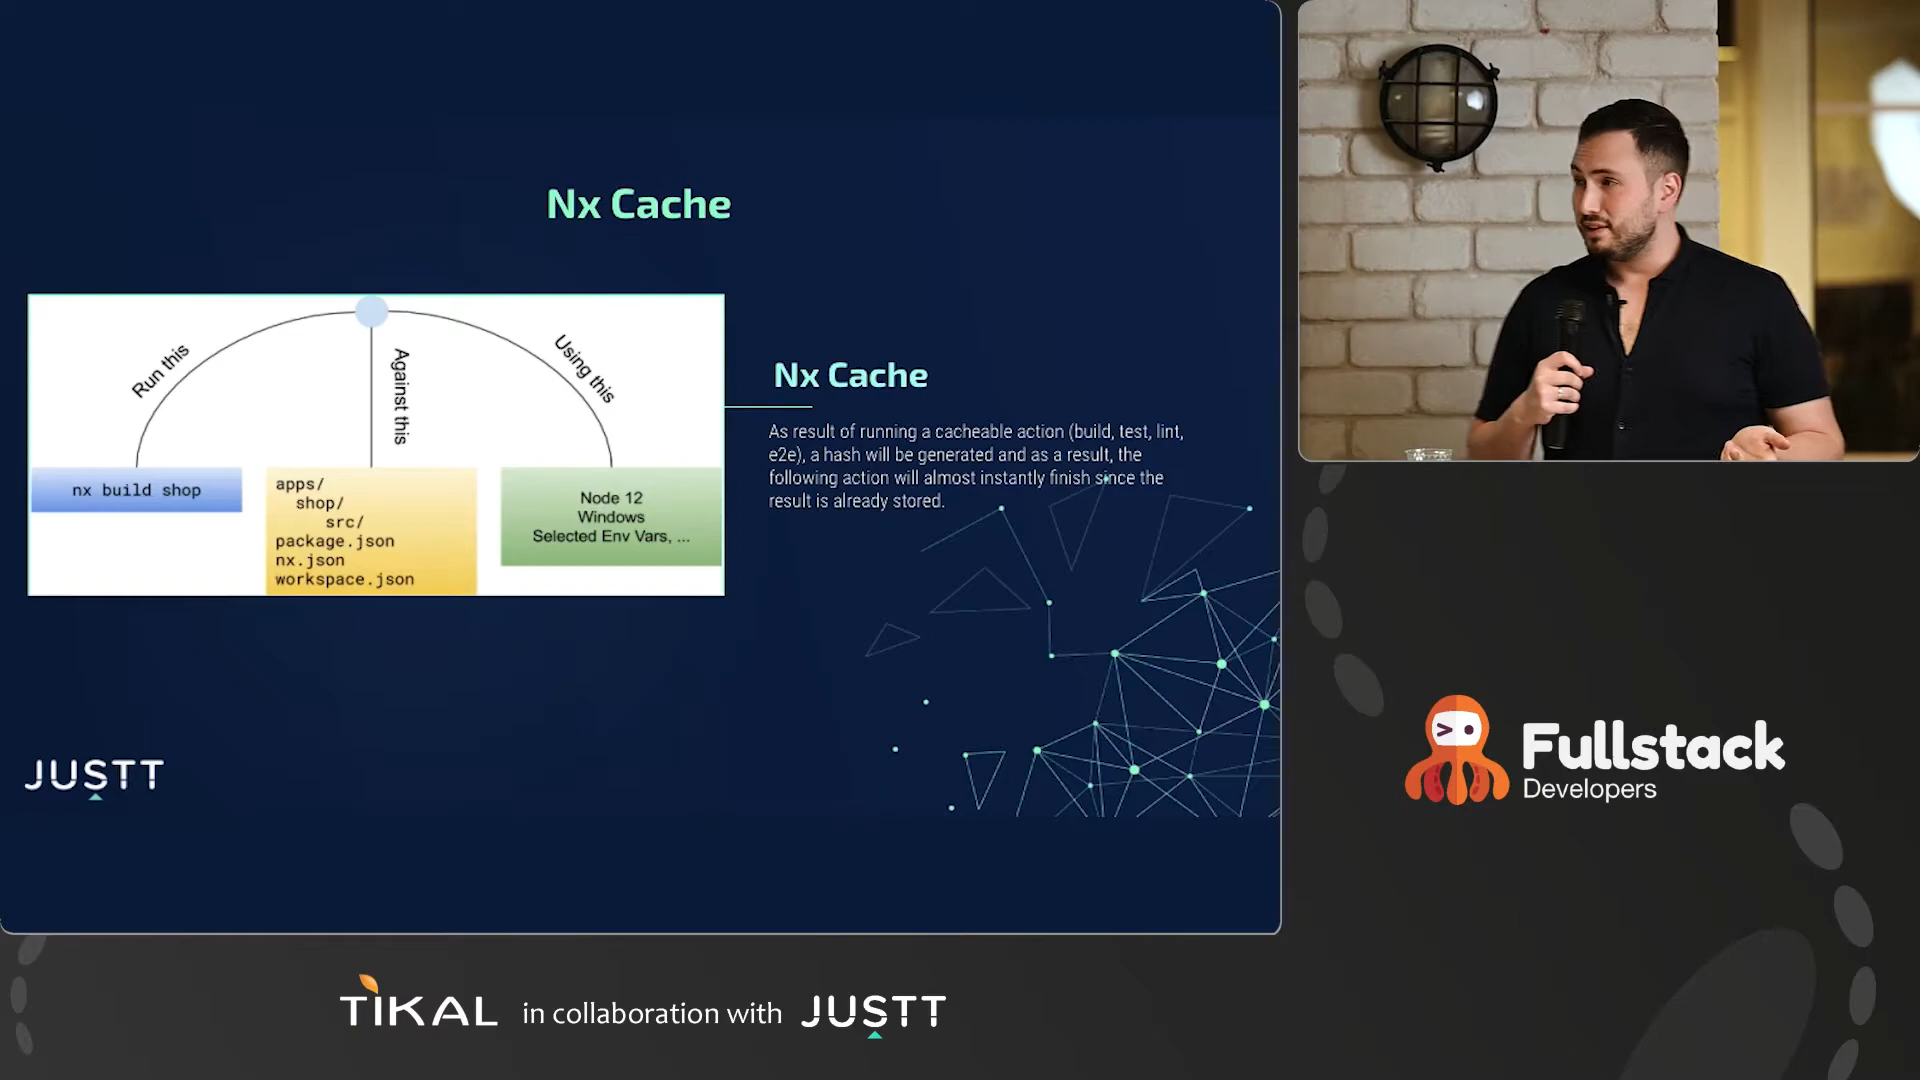 Nx Cache
Run this
Against this
Using this
nx build shop
apps/
shop/
src/
package.json
nx.json
workspace.json
Node 12
Windows
Selected Env Vars, ...
Nx Cache
As result of running a cacheable action (build, test, lint,
e2e), a hash will be generated and as a result, the
following action will almost instantly finish since the
result is already stored.
JUSTT
Fullstack
Developers
TIKAL in collaboration with JUSTT